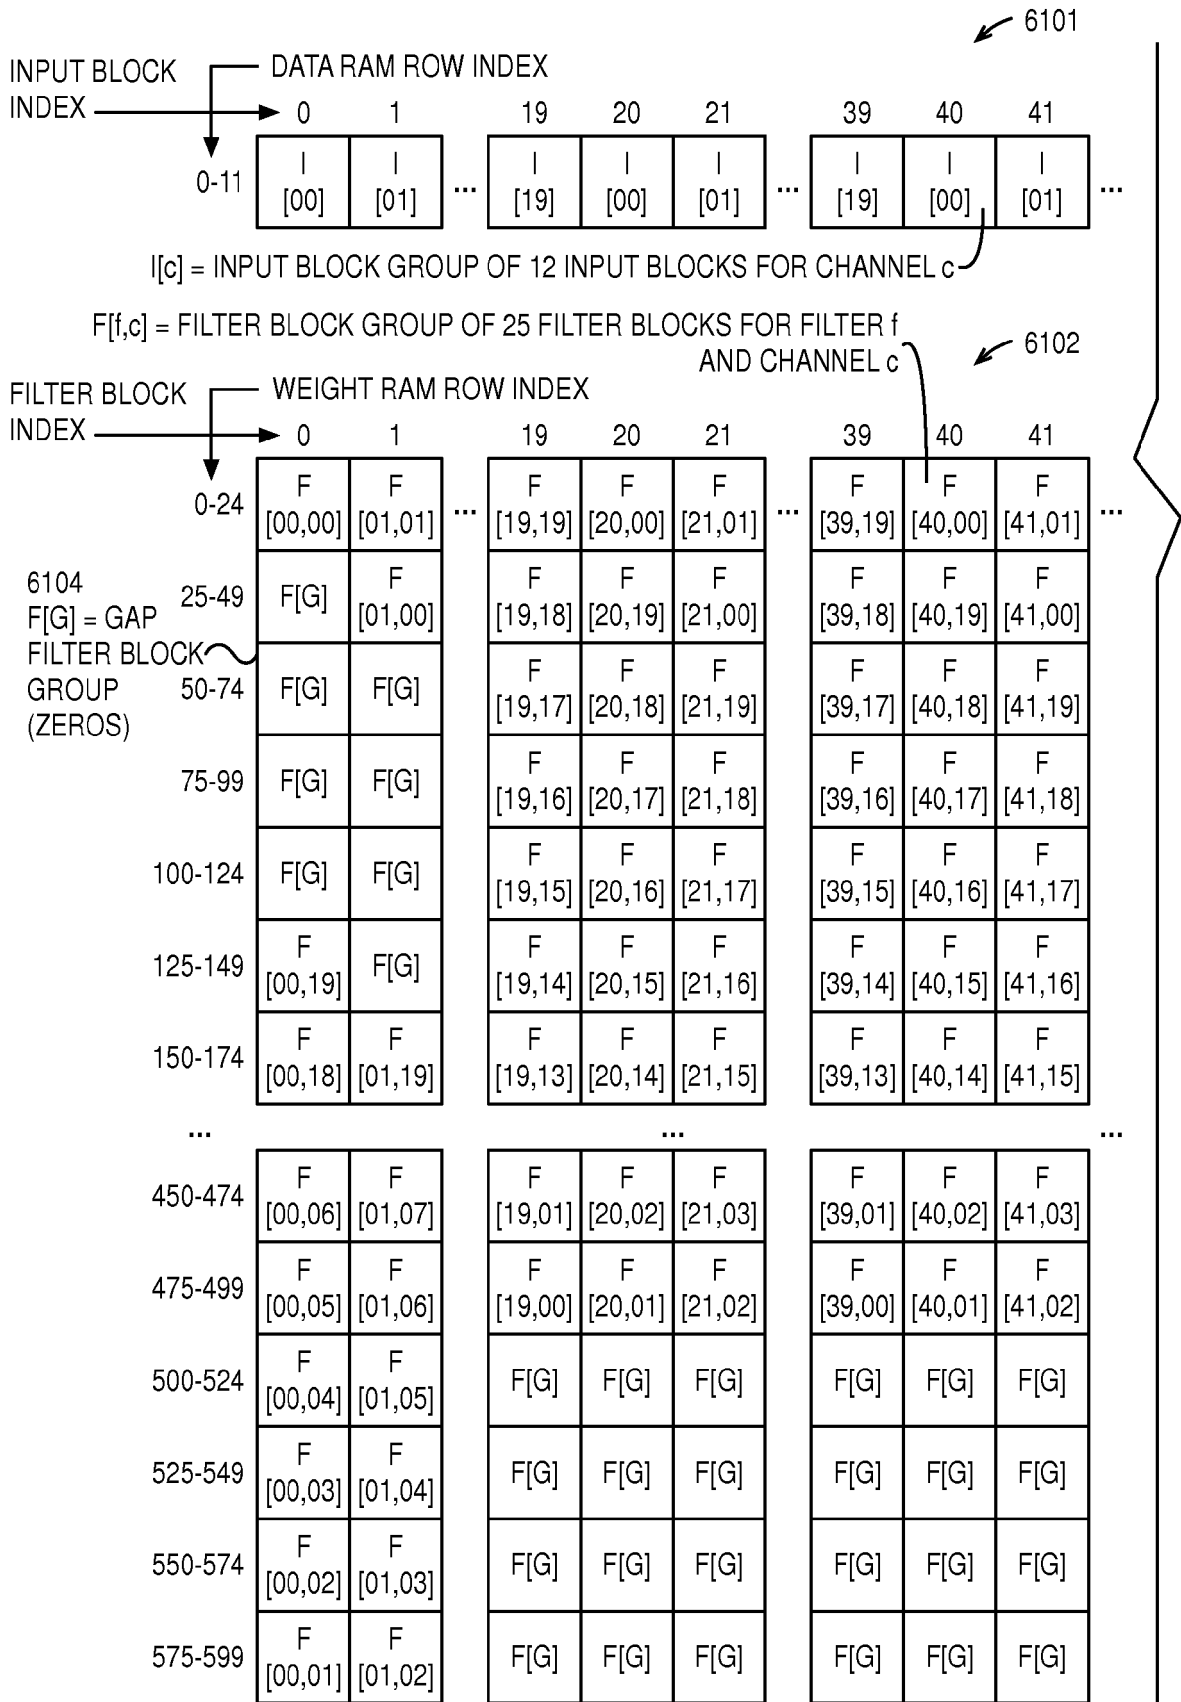 6101
INPUT BLOCK INDEX
DATA RAM ROW INDEX
0 1 19 20 21 39 40 41
0-11 I [00] I [01] ... I [19] I [00] I [01] ... I [19] I [00] I [01] ...
I[c] = INPUT BLOCK GROUP OF 12 INPUT BLOCKS FOR CHANNEL c
F[f,c] = FILTER BLOCK GROUP OF 25 FILTER BLOCKS FOR FILTER f
AND CHANNEL c
6102
FILTER BLOCK INDEX
WEIGHT RAM ROW INDEX
0 1 19 20 21 39 40 41
0-24 F [00,00] F [01,01] ... F [19,19] F [20,00] F [21,01] ... F [39,19] F [40,00] F [41,01] ...
6104
F[G] = GAP
FILTER BLOCK
GROUP
(ZEROS)
25-49 F[G] F [01,00] F [19,18] F [20,19] F [21,00] F [39,18] F [40,19] F [41,00]
50-74 F[G] F[G] F [19,17] F [20,18] F [21,19] F [39,17] F [40,18] F [41,19]
75-99 F[G] F[G] F [19,16] F [20,17] F [21,18] F [39,16] F [40,17] F [41,18]
100-124 F[G] F[G] F [19,15] F [20,16] F [21,17] F [39,15] F [40,16] F [41,17]
125-149 F [00,19] F[G] F [19,14] F [20,15] F [21,16] F [39,14] F [40,15] F [41,16]
150-174 F [00,18] F [01,19] F [19,13] F [20,14] F [21,15] F [39,13] F [40,14] F [41,15]
... ... ...
450-474 F [00,06] F [01,07] F [19,01] F [20,02] F [21,03] F [39,01] F [40,02] F [41,03]
475-499 F [00,05] F [01,06] F [19,00] F [20,01] F [21,02] F [39,00] F [40,01] F [41,02]
500-524 F [00,04] F [01,05] F[G] F[G] F[G] F[G] F[G] F[G]
525-549 F [00,03] F [01,04] F[G] F[G] F[G] F[G] F[G] F[G]
550-574 F [00,02] F [01,03] F[G] F[G] F[G] F[G] F[G] F[G]
575-599 F [00,01] F [01,02] F[G] F[G] F[G] F[G] F[G] F[G]